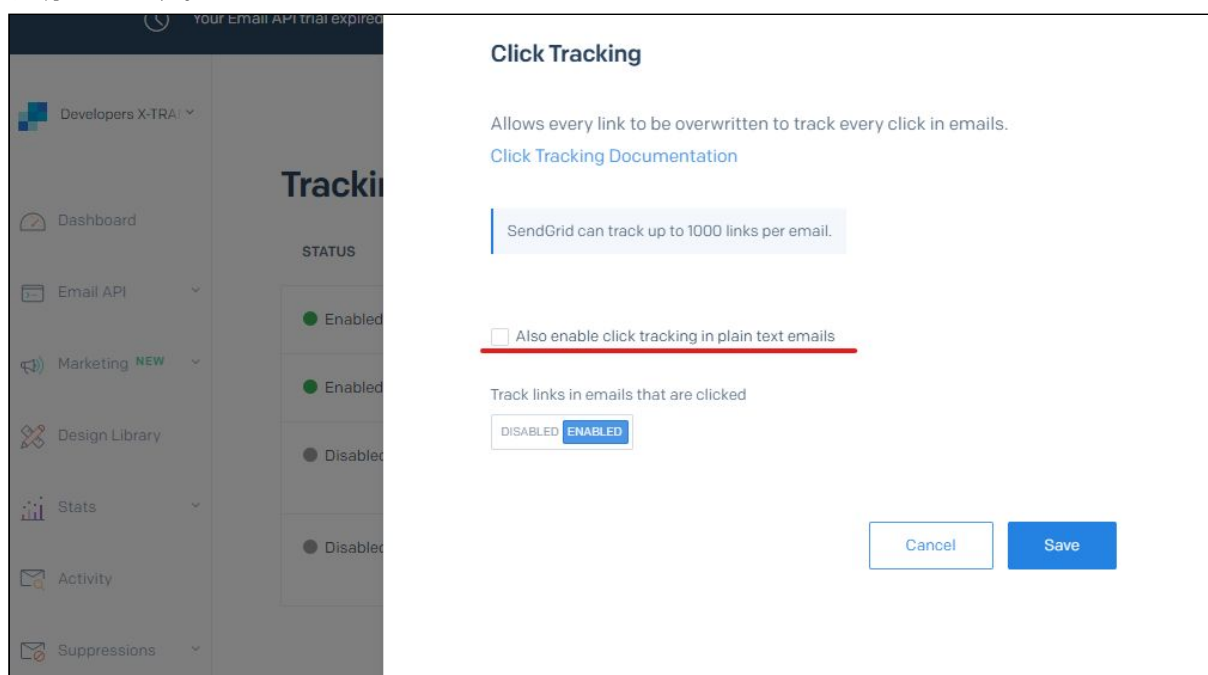 Your Email API trial expired
Developers X-TRAI
Dashboard
Email API
Marketing NEW
Design Library
Stats
Activity
Suppressions
STATUS
Enabled
Enabled
Disabled
Disabled
Click Tracking
Allows every link to be overwritten to track every click in emails.
Click Tracking Documentation
SendGrid can track up to 1000 links per email.
Also enable click tracking in plain text emails
Track links in emails that are clicked
DISABLED ENABLED
Cancel Save